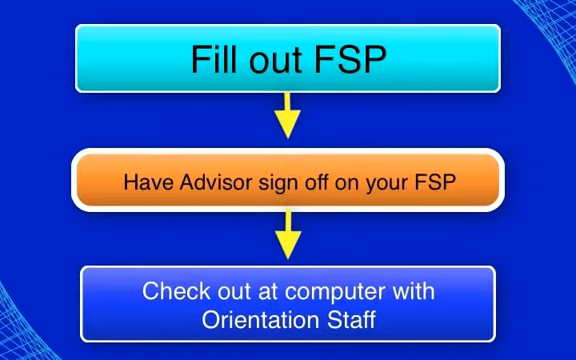 Fill out FSP
Have Advisor sign off on your FSP
Check out at computer with
Orientation Staff